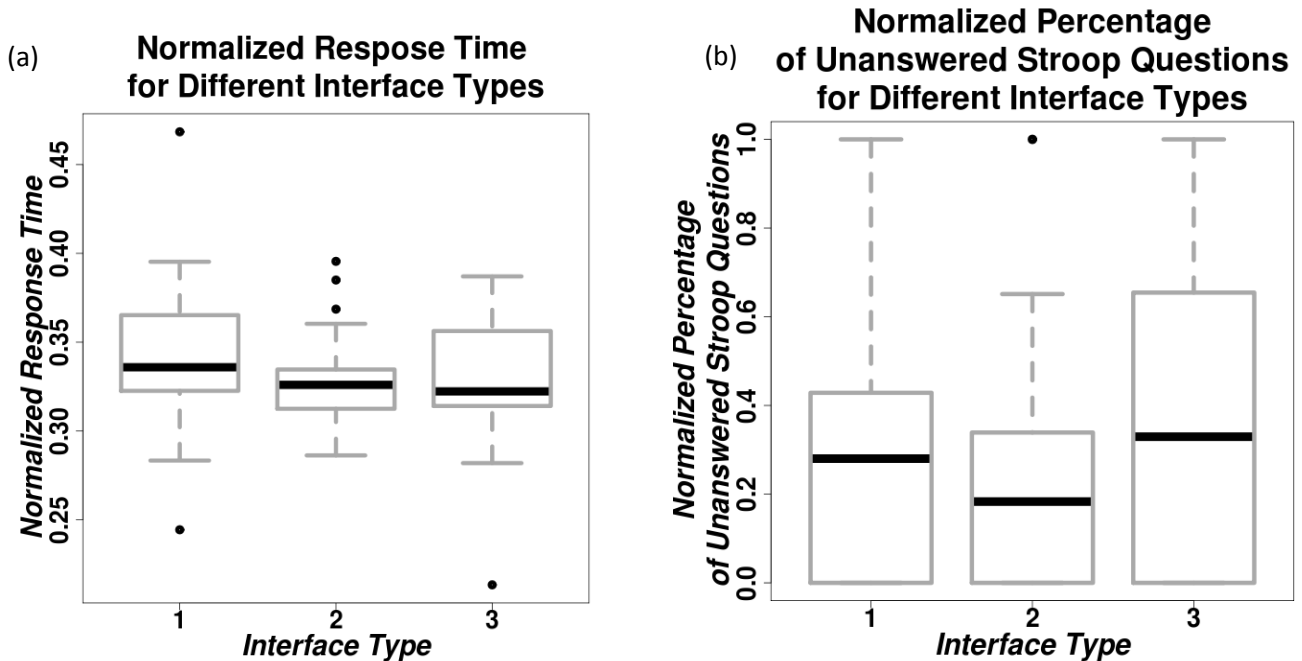 (a)
Normalized Respose Time
for Different Interface Types
Normalized Response Time
0.45
0.40
0.35
0.30
0.25
1
2
3
Interface Type
(b)
Normalized Percentage
of Unanswered Stroop Questions
for Different Interface Types
Normalized Percentage
of Unanswered Stroop Questions
1.0
0.8
0.6
0.4
0.2
0.0
1
2
3
Interface Type